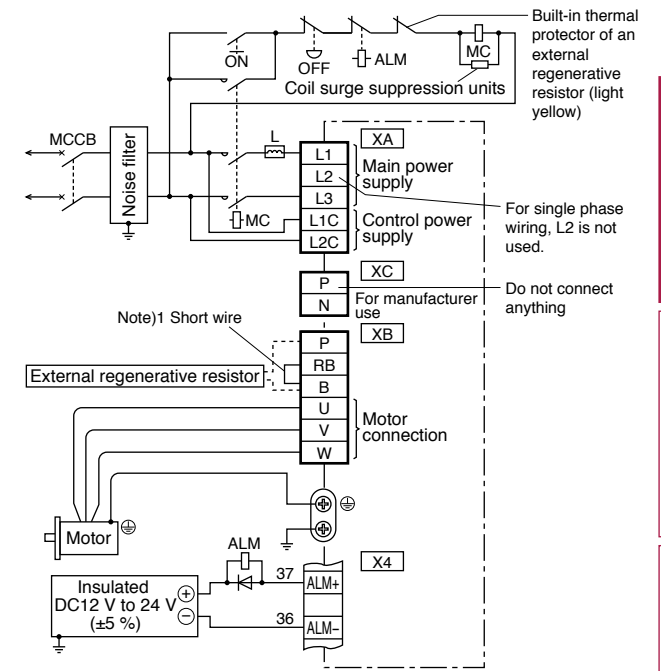 Built-in thermal
protector of an
external
regenerative
resistor (light
yellow)
ON
OFF
ALM
MC
Coil surge suppression units
MCCB
Noise filter
L
MC
XA
L1
L2
L3
L1C
L2C
Main power
supply
Control power
supply
For single phase
wiring, L2 is not
used.
XC
P
N
For manufacturer
use
Do not connect
anything
Note)1 Short wire
XB
P
RB
B
U
V
W
External regenerative resistor
Motor
connection
Motor
ALM
X4
37
ALM+
36
ALM−
Insulated
DC12 V to 24 V
(±5 %)
+
−